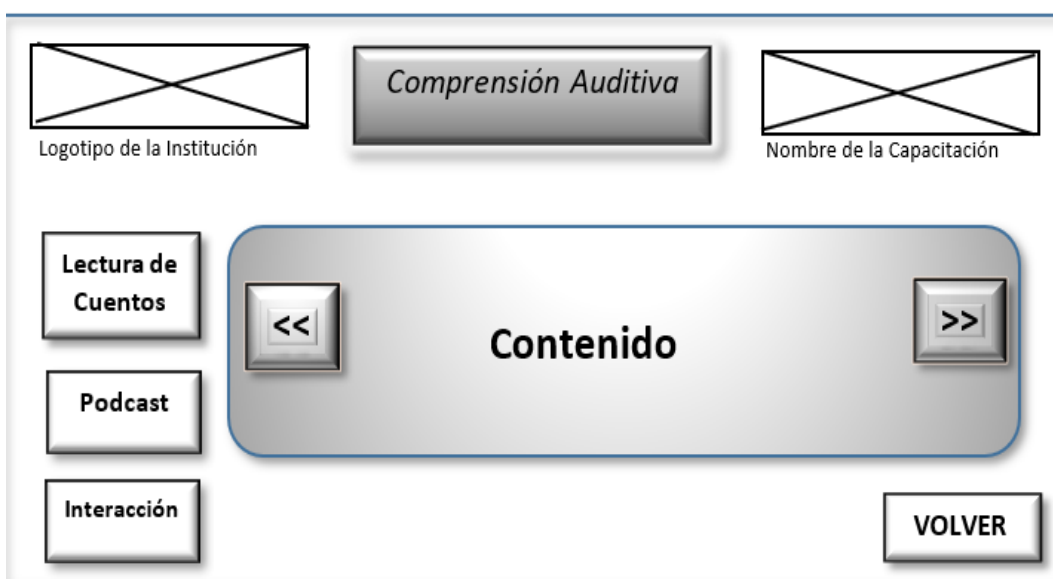 Comprensión Auditiva
Logotipo de la Institución
Nombre de la Capacitación
Lectura de
Cuentos
<<
Contenido
>>
Podcast
Interacción
VOLVER